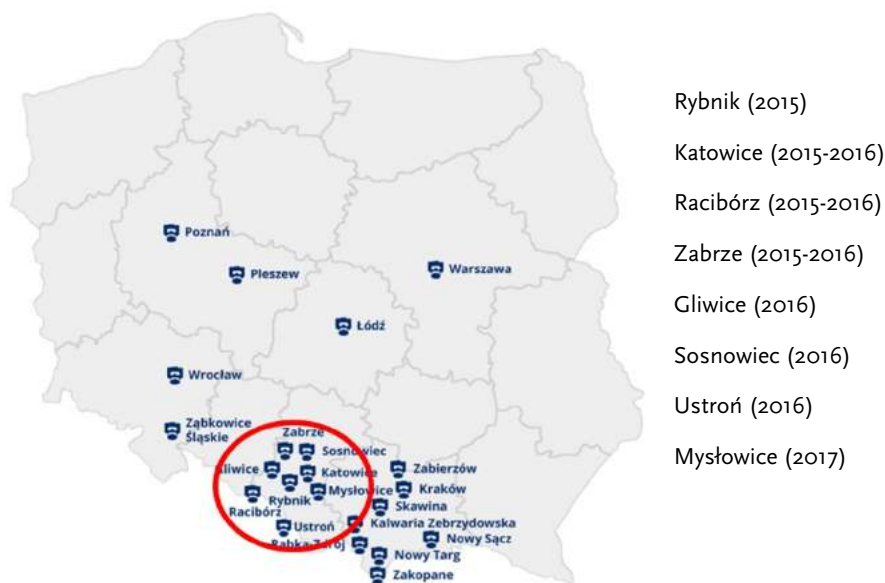 Poznań
Pleszew
Warszawa
Łódź
Wrocław
Ząbkowice
Śląskie
Zabrze
Sosnowiec
Gliwice
Katowice
Mysłowice
Rybnik
Racibórz
Ustroń
Zabierzów
Kraków
Skawina
Kalwaria Zebrzydowska
Rabka-Zdrój
Nowy Sącz
Nowy Targ
Zakopane
Rybnik (2015)
Katowice (2015-2016)
Racibórz (2015-2016)
Zabrze (2015-2016)
Gliwice (2016)
Sosnowiec (2016)
Ustroń (2016)
Mysłowice (2017)